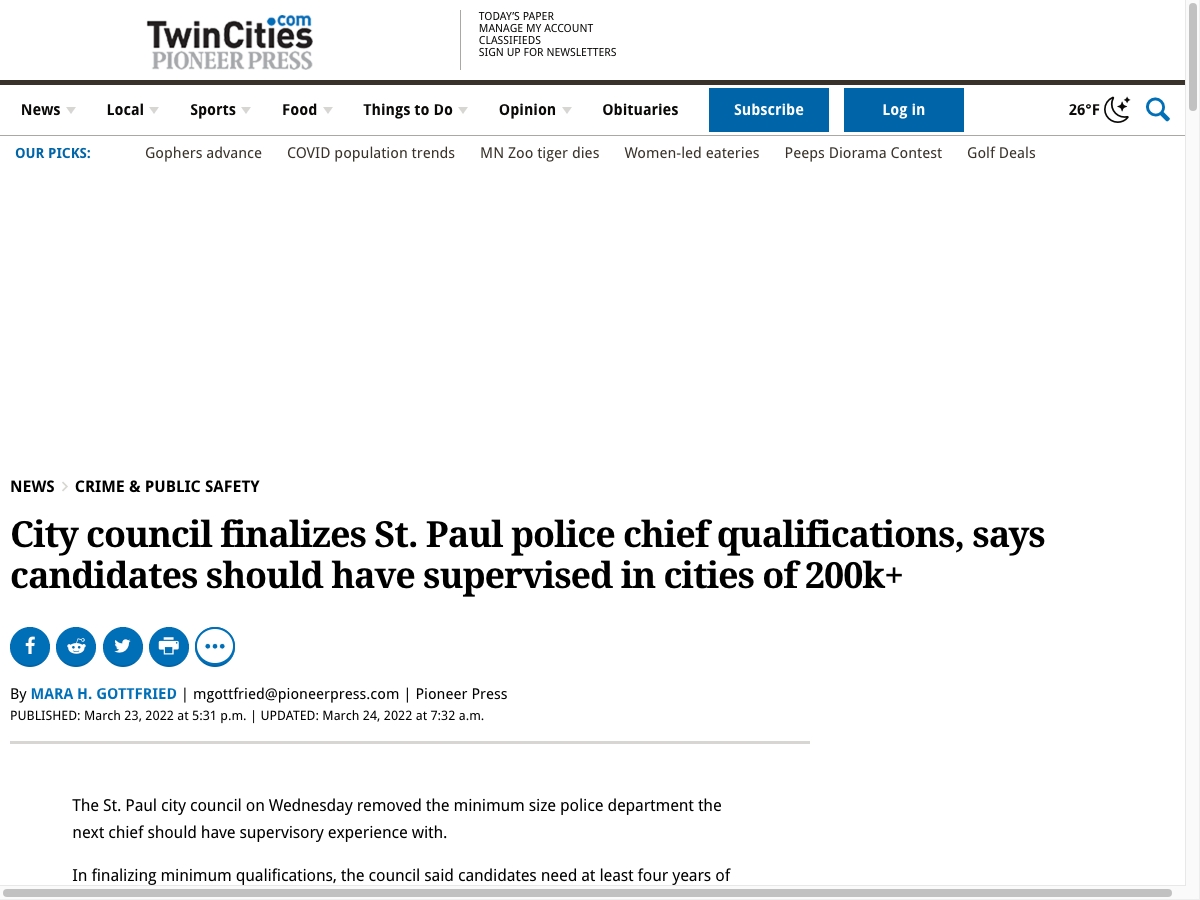 TwinCities.com
PIONEER PRESS
TODAY'S PAPER
MANAGE MY ACCOUNT
CLASSIFIEDS
SIGN UP FOR NEWSLETTERS
News Local Sports Food Things to Do Opinion Obituaries Subscribe Log in 26°F
OUR PICKS: Gophers advance COVID population trends MN Zoo tiger dies Women-led eateries Peeps Diorama Contest Golf Deals
NEWS > CRIME & PUBLIC SAFETY
City council finalizes St. Paul police chief qualifications, says
candidates should have supervised in cities of 200k+
By MARA H. GOTTFRIED | mgottfried@pioneerpress.com | Pioneer Press
PUBLISHED: March 23, 2022 at 5:31 p.m. | UPDATED: March 24, 2022 at 7:32 a.m.
The St. Paul city council on Wednesday removed the minimum size police department the
next chief should have supervisory experience with.
In finalizing minimum qualifications, the council said candidates need at least four years of